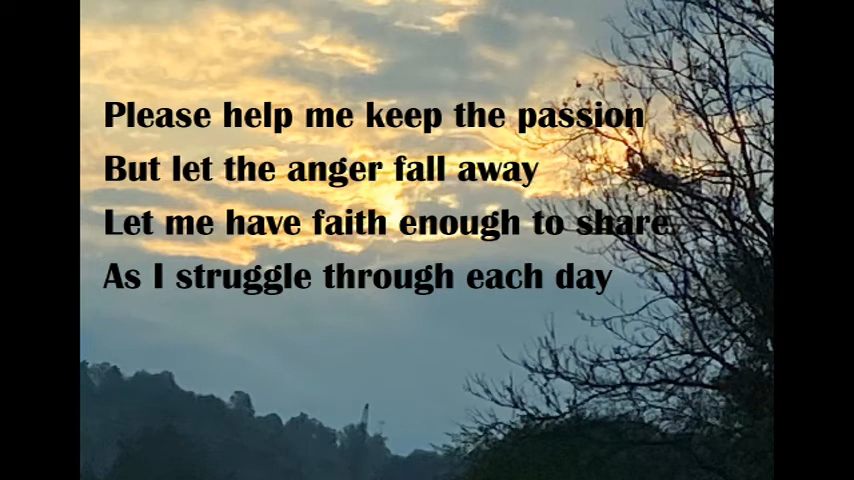 Please help me keep the passion
But let the anger fall away
Let me have faith enough to share
As I struggle through each day